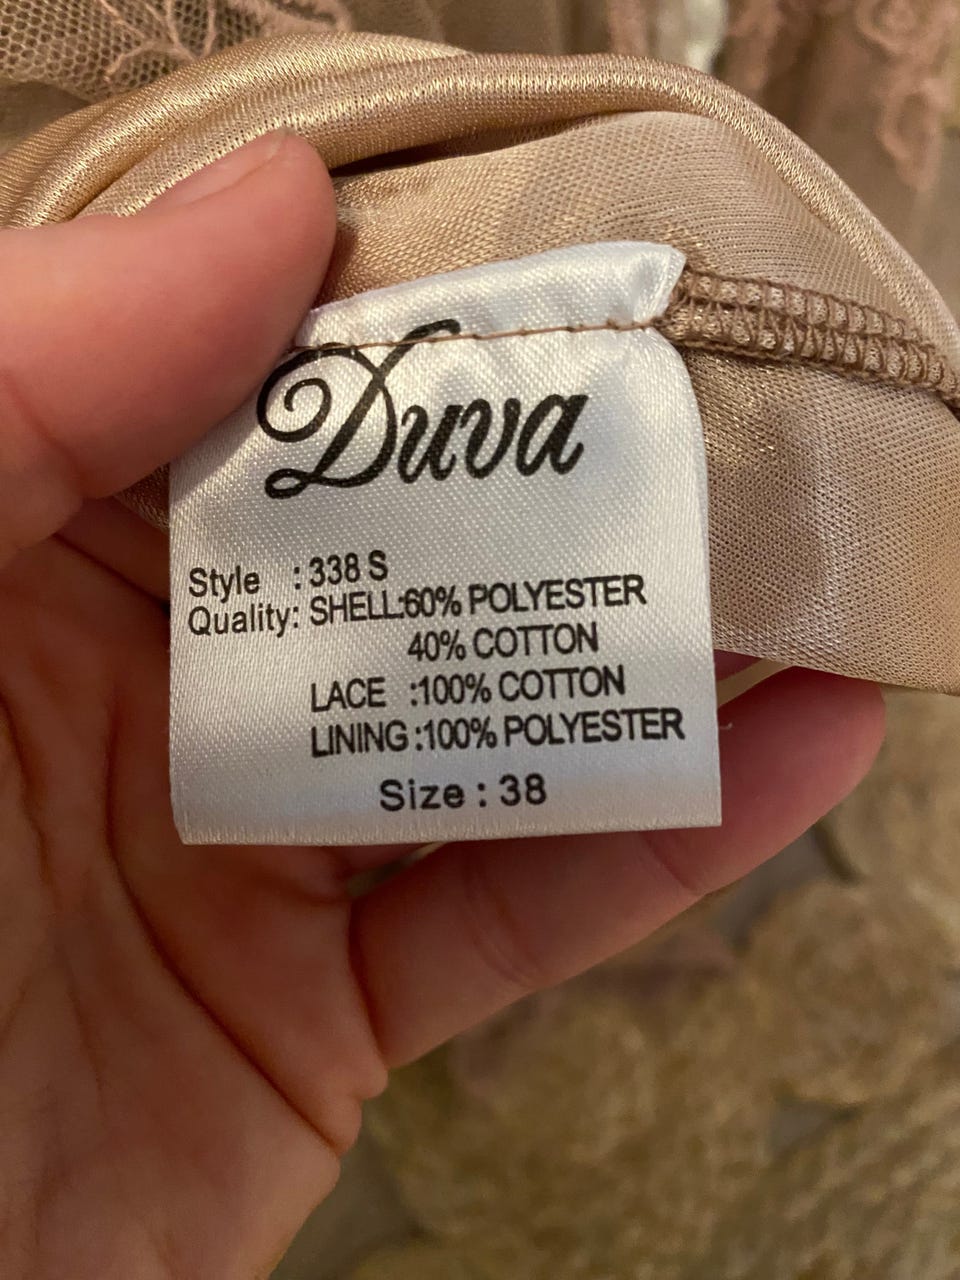 Duva
Style : 338 S
Quality: SHELL:60% POLYESTER
40% COTTON
LACE :100% COTTON
LINING :100% POLYESTER
Size : 38